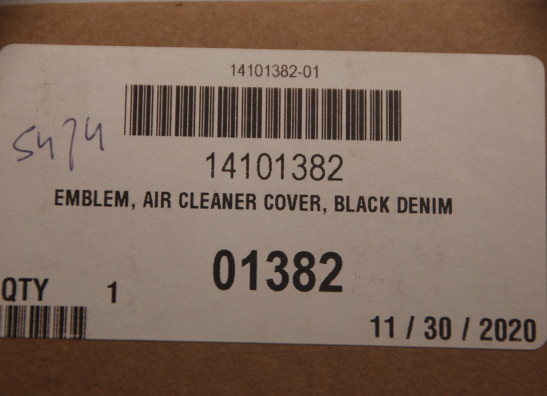 14101382-01
5474
14101382
EMBLEM, AIR CLEANER COVER, BLACK DENIM
01382
QTY 1
11 / 30 / 2020